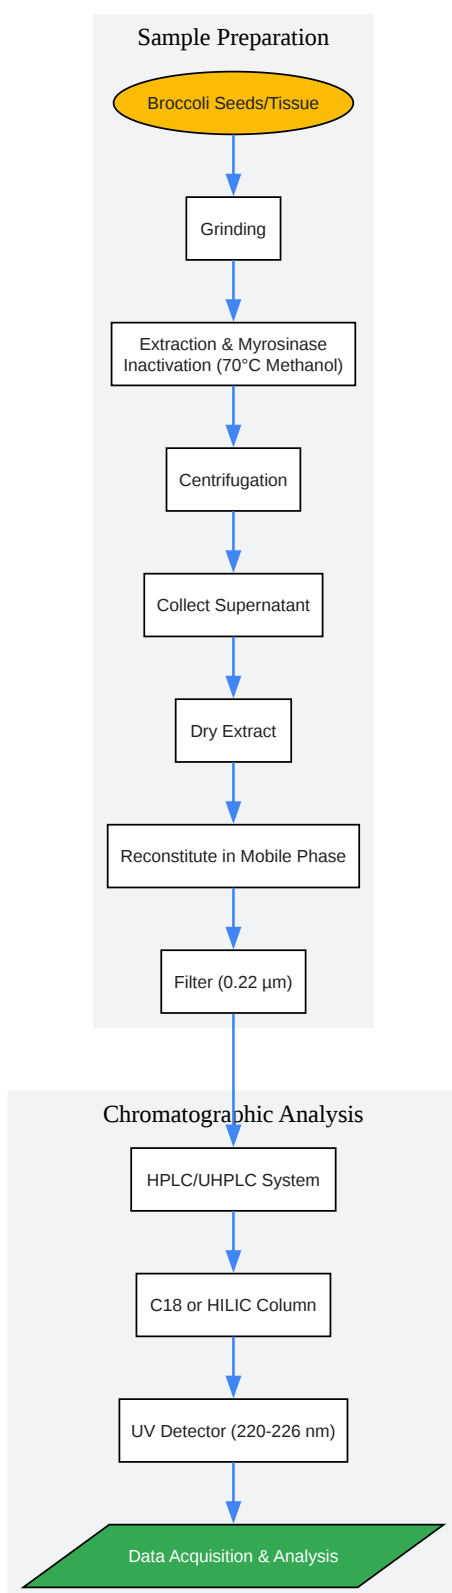 Sample Preparation
Broccoli Seeds/Tissue
Grinding
Extraction & Myrosinase
Inactivation (70°C Methanol)
Centrifugation
Collect Supernatant
Dry Extract
Reconstitute in Mobile Phase
Filter (0.22 µm)
Chromatographic Analysis
HPLC/UHPLC System
C18 or HILIC Column
UV Detector (220-226 nm)
Data Acquisition & Analysis